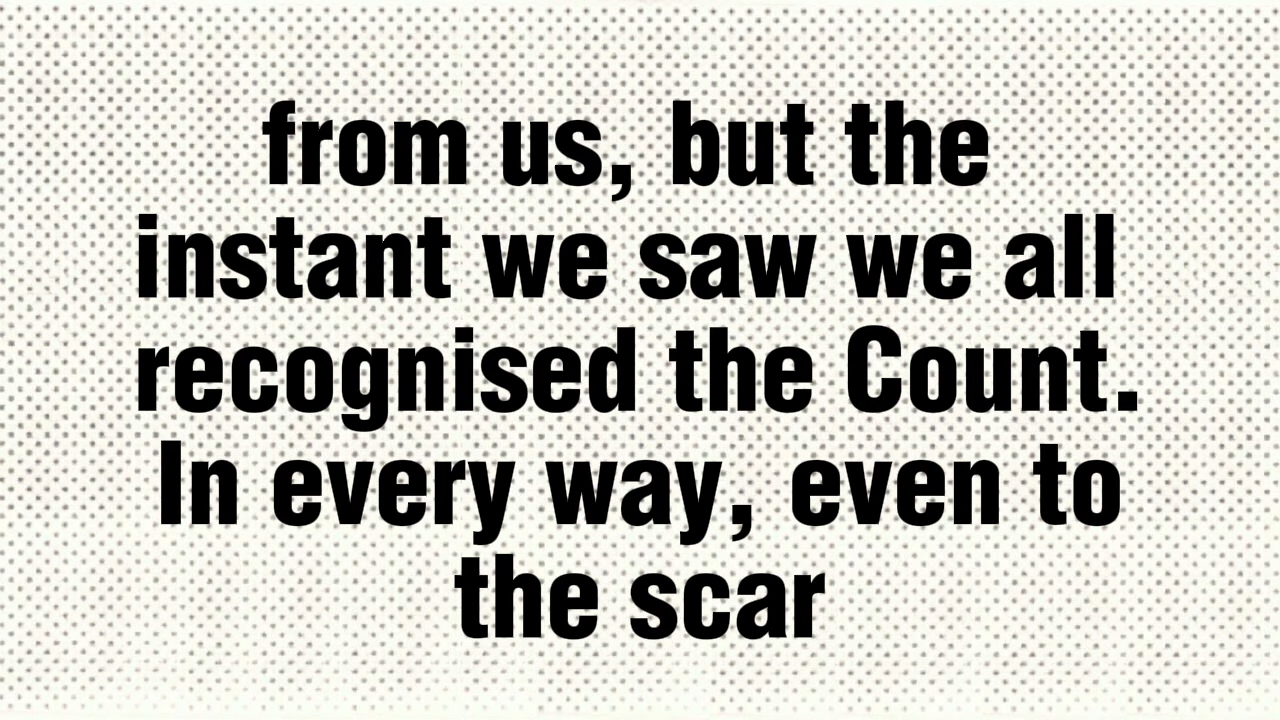 from us, but the
instant we saw we all
recognised the Count.
In every way, even to
the scar